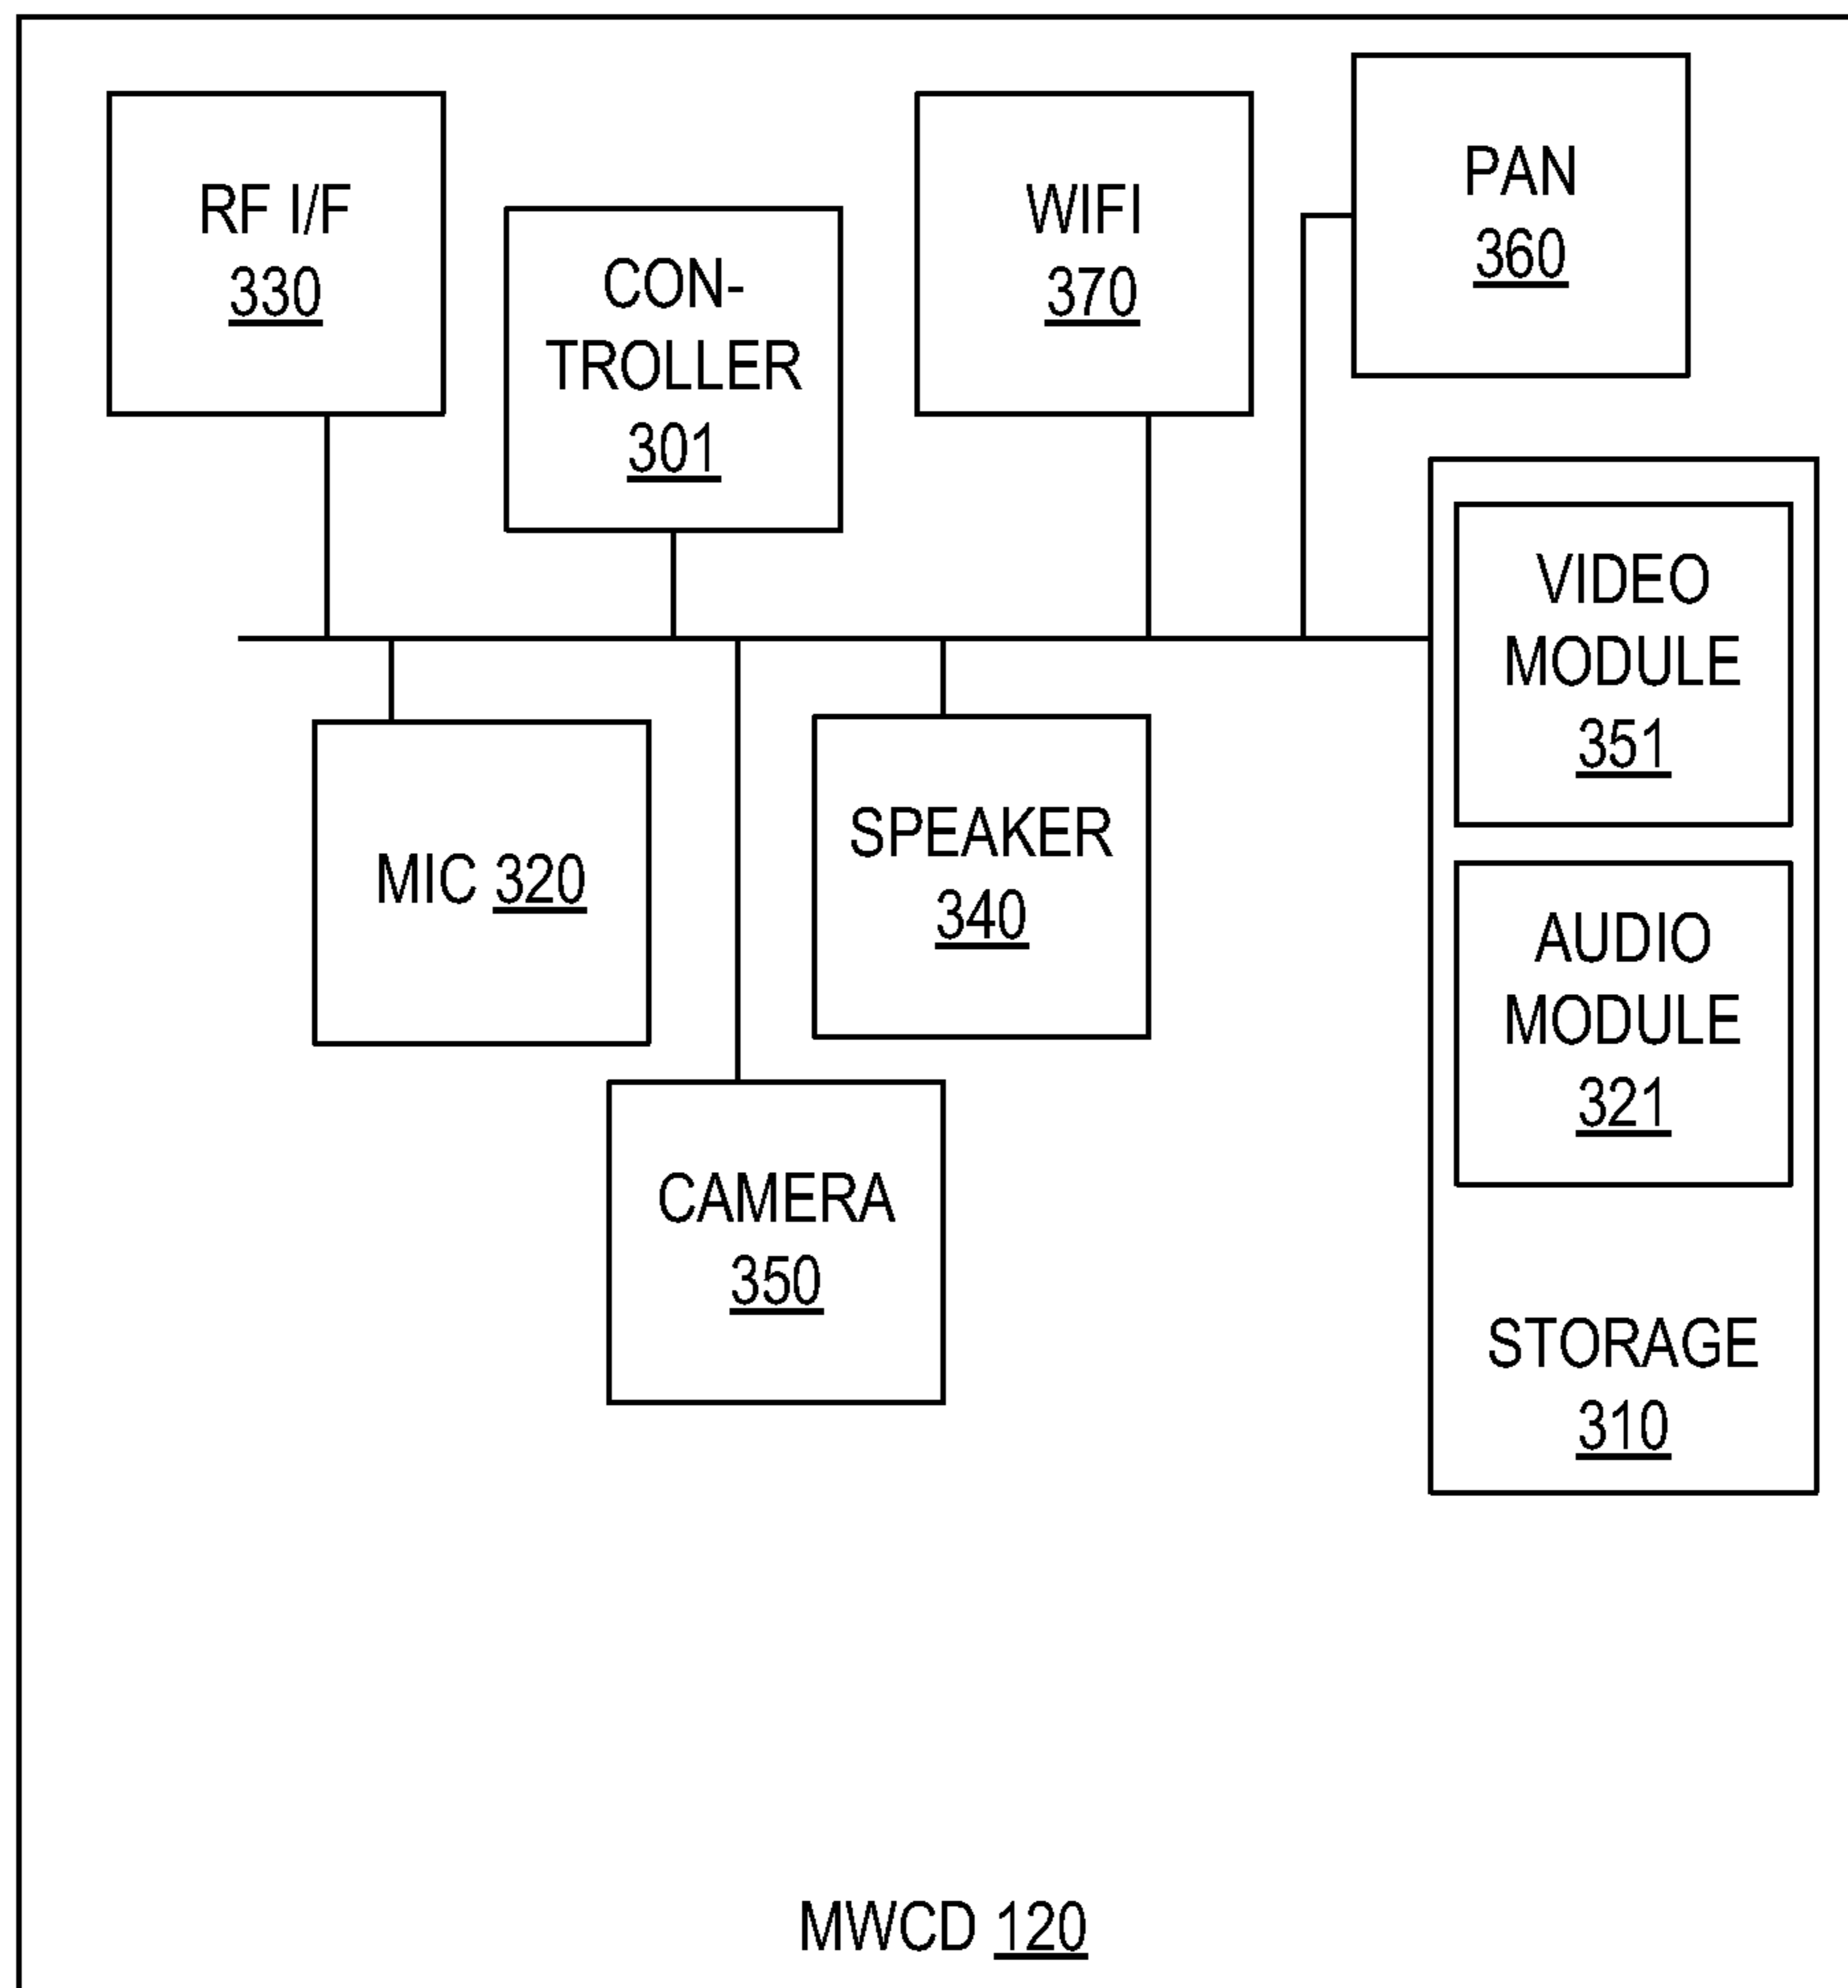 RF I/F
330
CON-
TROLLER
301
WIFI
370
PAN
360
VIDEO
MODULE
351
MIC 320
SPEAKER
340
AUDIO
MODULE
321
CAMERA
350
STORAGE
310
MWCD 120